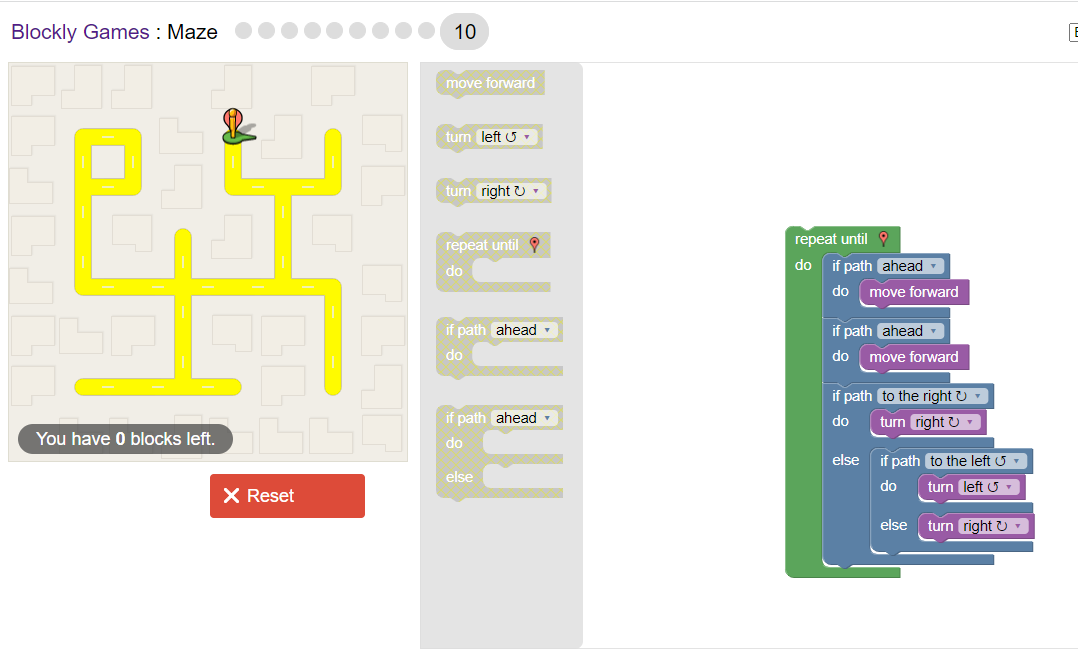 Blockly Games : Maze 10
You have 0 blocks left.
Reset
move forward
turn left ↺ ▾
turn right ↻ ▾
repeat until
do
if path ahead ▾
do
if path ahead ▾
do
else
repeat until
do if path ahead ▾
do move forward
if path ahead ▾
do move forward
if path to the right ↻ ▾
do turn right ↻ ▾
else if path to the left ↺ ▾
do turn left ↺ ▾
else turn right ↻ ▾